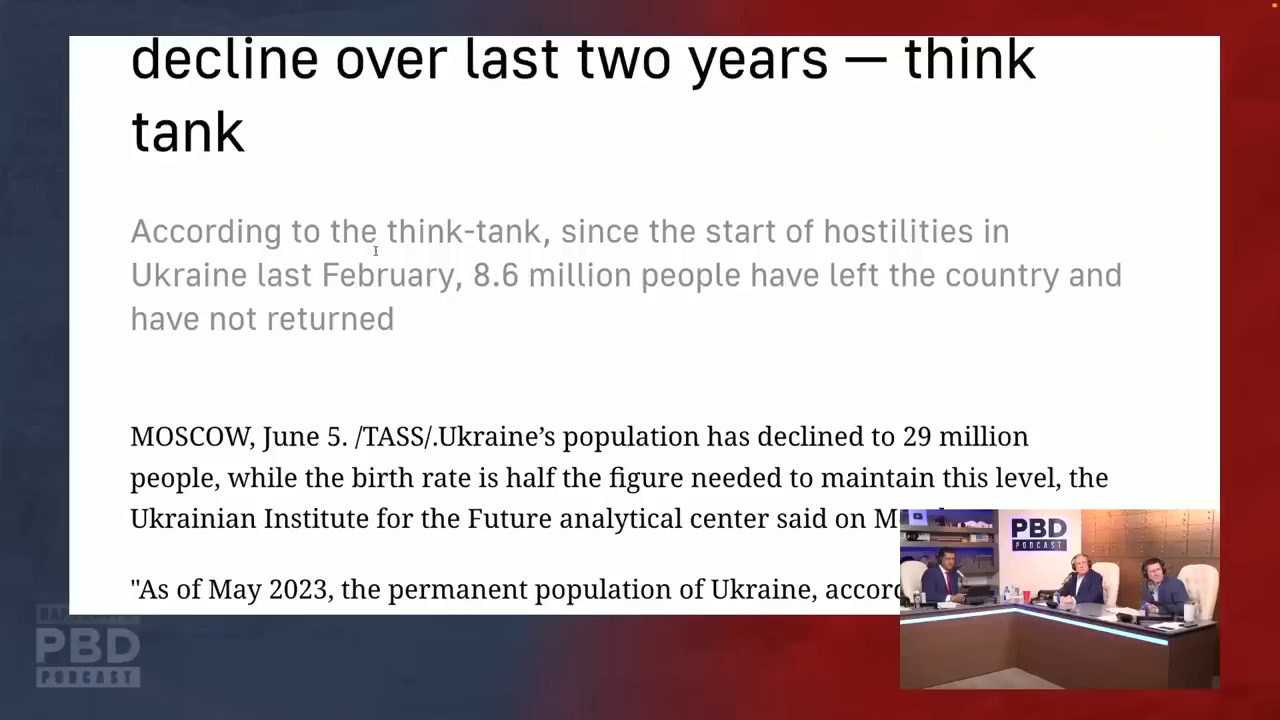 decline over last two years — think
tank
According to the think-tank, since the start of hostilities in
Ukraine last February, 8.6 million people have left the country and
have not returned
MOSCOW, June 5. /TASS/.Ukraine’s population has declined to 29 million
people, while the birth rate is half the figure needed to maintain this level, the
Ukrainian Institute for the Future analytical center said on
"As of May 2023, the permanent population of Ukraine,
PBD
PODCAST
PBD
PODCAST